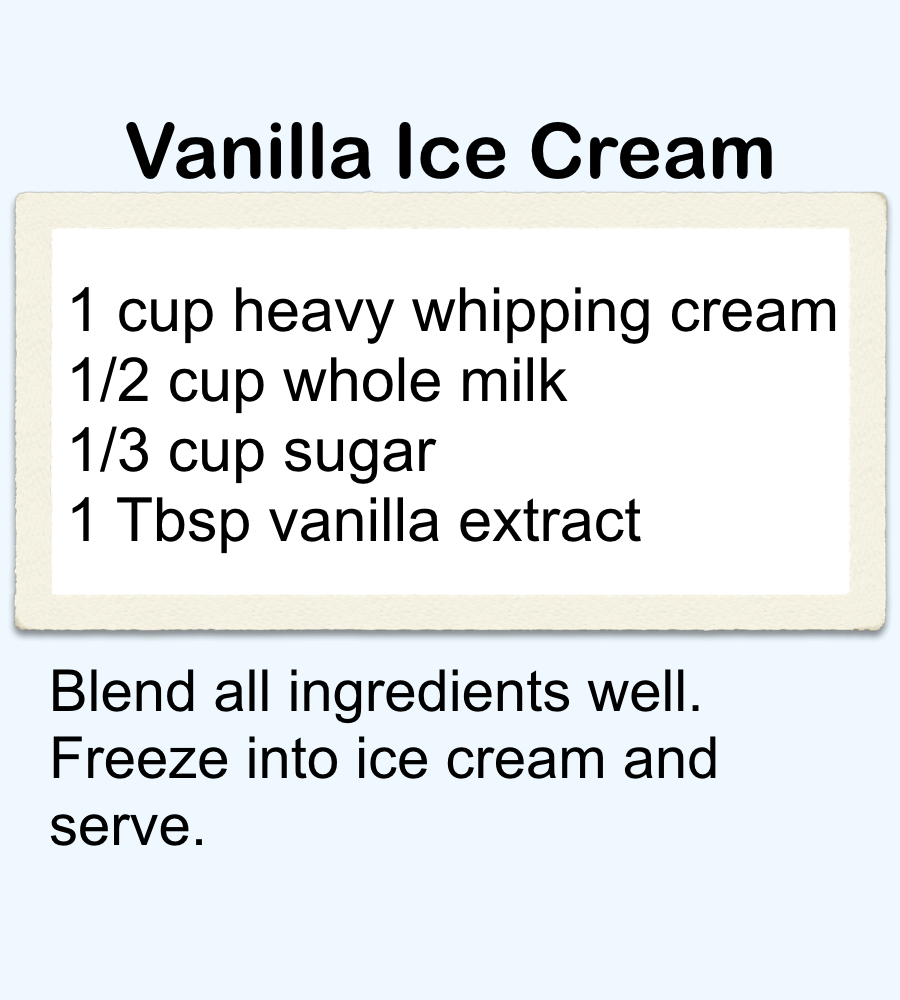 Vanilla Ice Cream
1 cup heavy whipping cream
1/2 cup whole milk
1/3 cup sugar
1 Tbsp vanilla extract
Blend all ingredients well.
Freeze into ice cream and
serve.